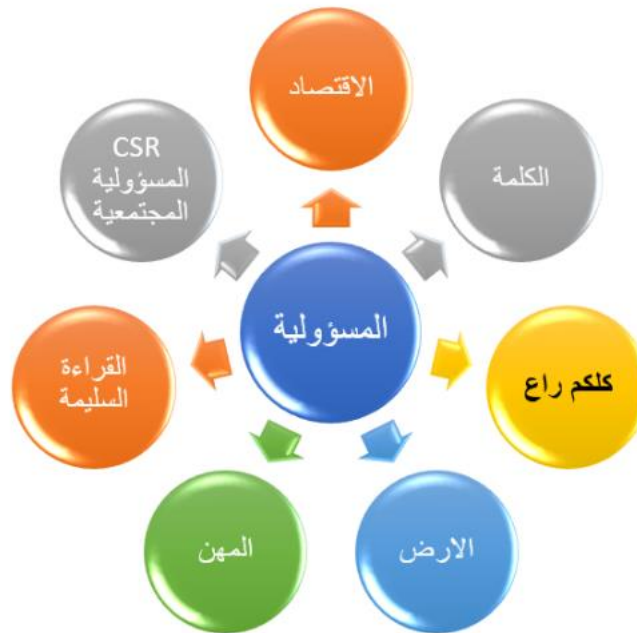 الاقتصاد
الكلمة
كلكم راع
الارض
المهن
القراءة
السليمة
CSR
المسؤولية
المجتمعية
المسؤولية